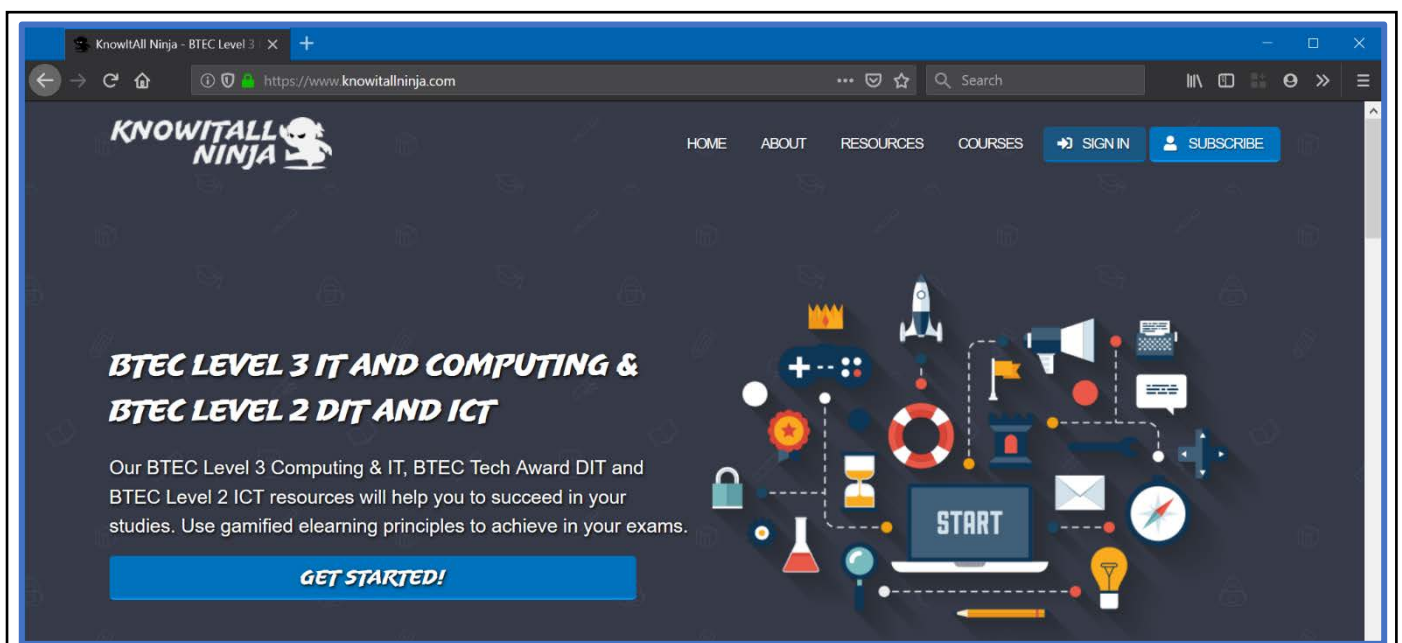 KnowItAll Ninja - BTEC Level 3
https://www.knowitallninja.com
Search
KNOWITALL
NINJA
HOME ABOUT RESOURCES COURSES SIGN IN SUBSCRIBE
BTEC LEVEL 3 IT AND COMPUTING &
BTEC LEVEL 2 DIT AND ICT
Our BTEC Level 3 Computing & IT, BTEC Tech Award DIT and
BTEC Level 2 ICT resources will help you to succeed in your
studies. Use gamified elearning principles to achieve in your exams.
START
GET STARTED!